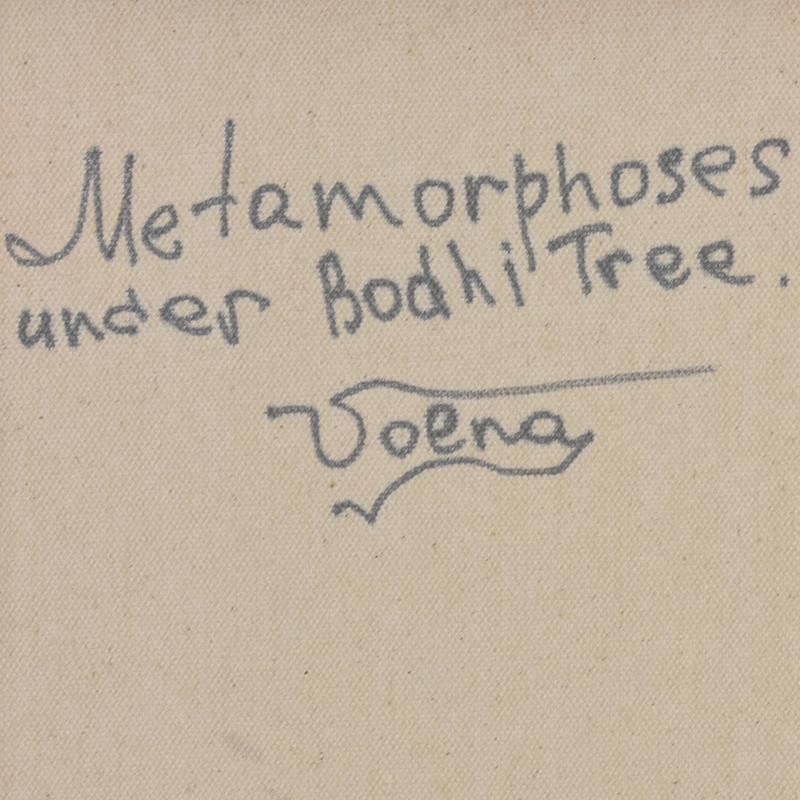 Metamorphoses
under Bodhi Tree.
Voena